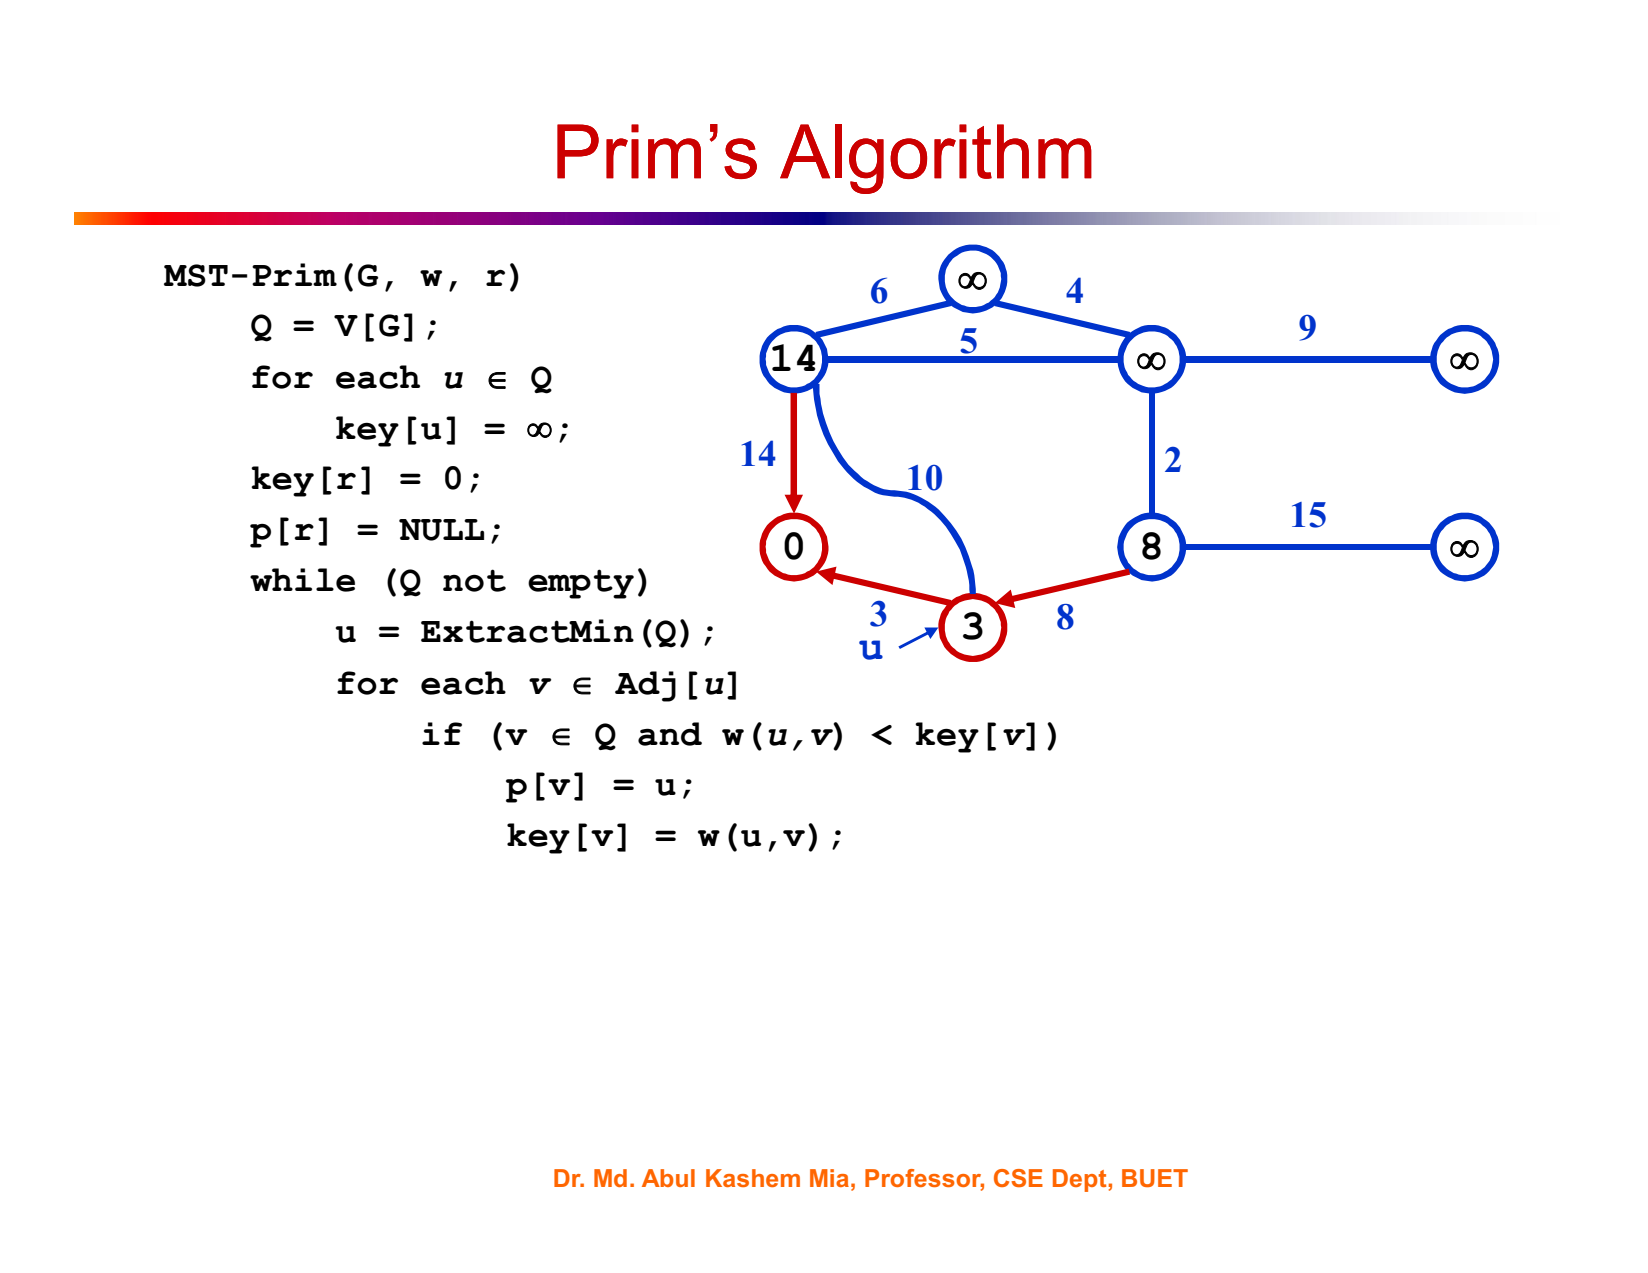 Prim’s Algorithm
MST-Prim(G, w, r)
Q = V[G];
for each u ∈ Q
key[u] = ∞;
key[r] = 0;
p[r] = NULL;
while (Q not empty)
u = ExtractMin(Q);
for each v ∈ Adj[u]
if (v ∈ Q and w(u,v) < key[v])
p[v] = u;
key[v] = w(u,v);
∞
6
4
5
9
14
∞
∞
14
10
2
15
0
8
∞
3
8
u
3
Dr. Md. Abul Kashem Mia, Professor, CSE Dept, BUET